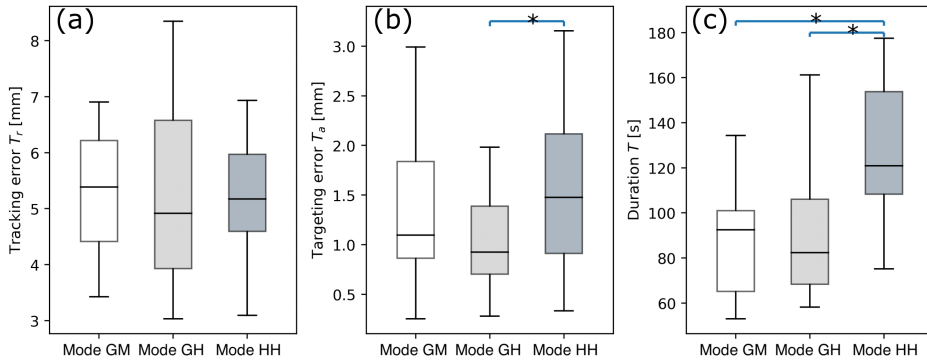 (a)
Tracking error T_r [mm]
8
7
6
5
4
3
Mode GM Mode GH Mode HH
(b)
*
Targeting error T_a [mm]
3.0
2.5
2.0
1.5
1.0
0.5
Mode GM Mode GH Mode HH
(c)
*
*
Duration T [s]
180
160
140
120
100
80
60
Mode GM Mode GH Mode HH